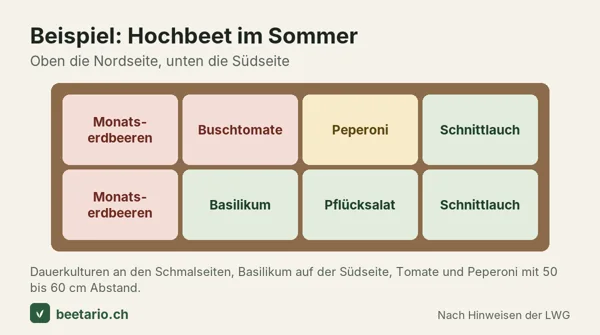 Beispiel: Hochbeet im Sommer
Oben die Nordseite, unten die Südseite
Monats-
erdbeeren
Buschtomate
Peperoni
Schnittlauch
Monats-
erdbeeren
Basilikum
Pflücksalat
Schnittlauch
Dauerkulturen an den Schmalseiten, Basilikum auf der Südseite, Tomate und Peperoni mit 50
bis 60 cm Abstand.
beetario.ch
Nach Hinweisen der LWG